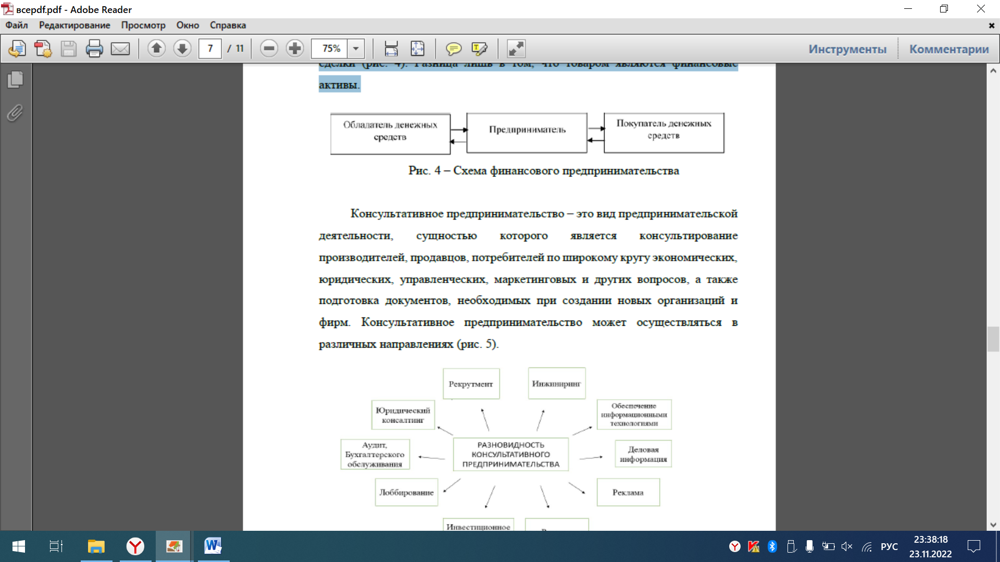 всepdf.pdf - Adobe Reader
Файл Редактирование Просмотр Окно Справка
7 / 11
75%
Инструменты
Комментарии
сделки (рис. 4). Разница лишь в том, что товаром являются финансовые
активы.
Обладатель денежных
средств
Предприниматель
Покупатель денежных
средств
Рис. 4 – Схема финансового предпринимательства
Консультативное предпринимательство – это вид предпринимательской
деятельности, сущностью которого является консультирование
производителей, продавцов, потребителей по широкому кругу экономических,
юридических, управленческих, маркетинговых и других вопросов, а также
подготовка документов, необходимых при создании новых организаций и
фирм. Консультативное предпринимательство может осуществляться в
различных направлениях (рис. 5).
Рекрутмент
Инжиниринг
Юридический
консалтинг
Обеспечение
информационными
технологиями
Аудит,
Бухгалтерского
обслуживания
РАЗНОВИДНОСТЬ
КОНСУЛЬТАТИВНОГО
ПРЕДПРИНИМАТЕЛЬСТВА
Деловая
информация
Лоббирование
Реклама
Инвестиционное
РУС
23:38:18
23.11.2022